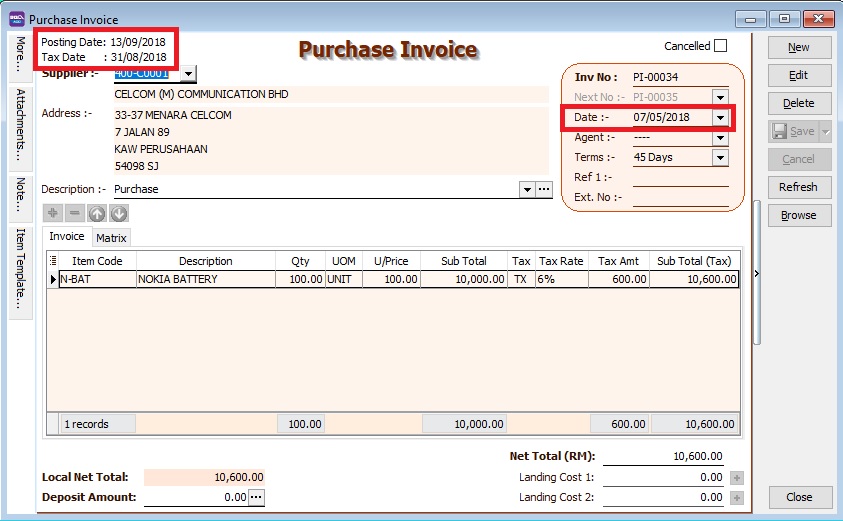 Purchase Invoice
Posting Date: 13/09/2018
Tax Date : 31/08/2018
Purchase Invoice
Cancelled
Supplier :- 400-C0001
CELCOM (M) COMMUNICATION BHD
Address :- 33-37 MENARA CELCOM
7 JALAN 89
KAW PERUSAHAAN
54098 SJ
Description :- Purchase
Inv No : PI-00034
Next No :- PI-00035
Date :- 07/05/2018
Agent :- ----
Terms :- 45 Days
Ref 1 :-
Ext. No :-
More...
Attachments...
Note...
Item Template...
New
Edit
Delete
Save
Cancel
Refresh
Browse
Invoice Matrix
Item Code Description Qty UOM U/Price Sub Total Tax Tax Rate Tax Amt Sub Total (Tax)
N-BAT NOKIA BATTERY 100.00 UNIT 100.00 10,000.00 TX 6% 600.00 10,600.00
1 records 100.00 10,000.00 600.00 10,600.00
Net Total (RM): 10,600.00
Local Net Total: 10,600.00 Landing Cost 1: 0.00
Deposit Amount: 0.00 Landing Cost 2: 0.00
Close